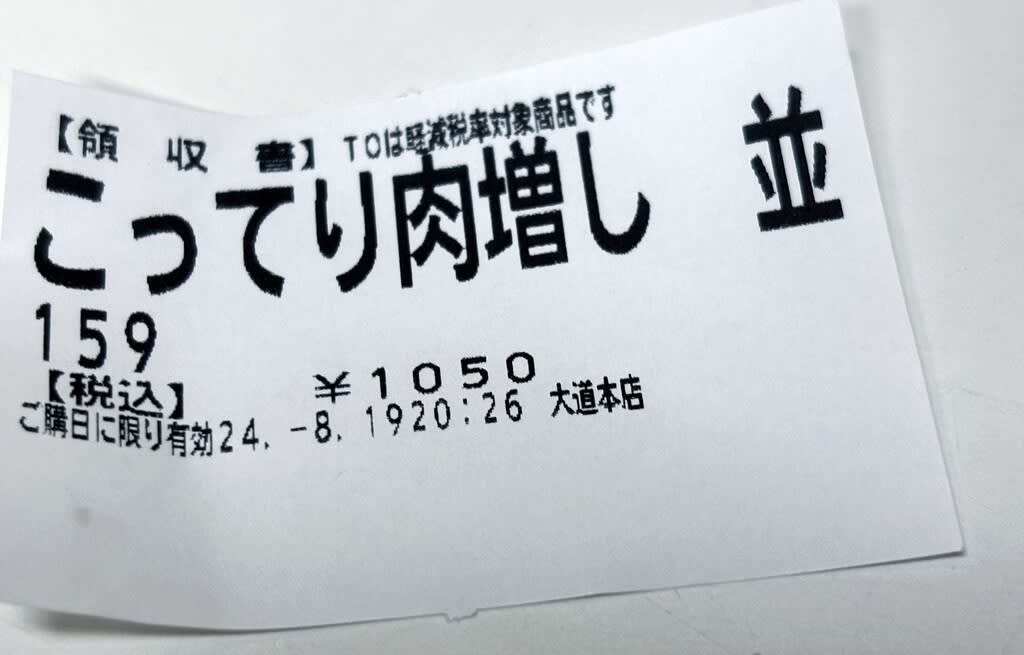 【領 収 書】 TOは軽減税率対象商品です
こってり肉増し 並
159
【税込】 ¥1050
ご購日に限り有効24.-8.1920:26 大道本店